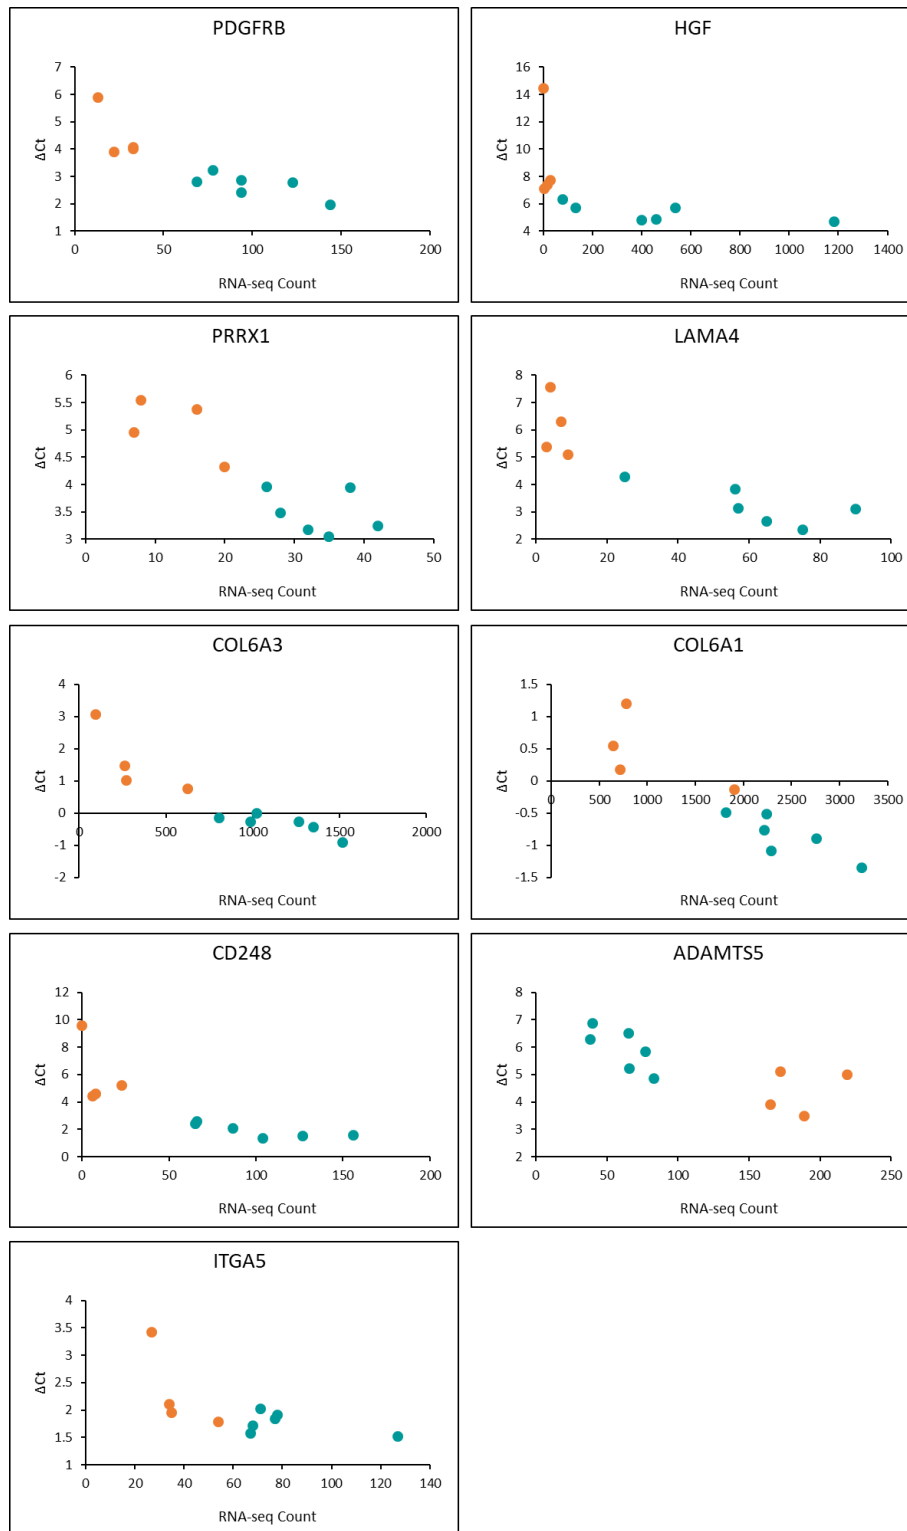 PDGFRB
7
6
5
4
3
2
1
ΔCt
0 50 100 150 200
RNA-seq Count
HGF
16
14
12
10
8
6
4
ΔCt
0 200 400 600 800 1000 1200 1400
RNA-seq Count
PRRX1
6
5.5
5
4.5
4
3.5
3
ΔCt
0 10 20 30 40 50
RNA-seq Count
LAMA4
8
7
6
5
4
3
2
ΔCt
0 20 40 60 80 100
RNA-seq Count
COL6A3
4
3
2
1
0
-1
-2
ΔCt
0 500 1000 1500 2000
RNA-seq Count
COL6A1
1.5
1
0.5
0
-0.5
-1
-1.5
ΔCt
0 500 1000 1500 2000 2500 3000 3500
RNA-seq Count
CD248
12
10
8
6
4
2
0
ΔCt
0 50 100 150 200
RNA-seq Count
ADAMTS5
8
7
6
5
4
3
2
ΔCt
0 50 100 150 200 250
RNA-seq Count
ITGA5
4
3.5
3
2.5
2
1.5
1
ΔCt
0 20 40 60 80 100 120 140
RNA-seq Count